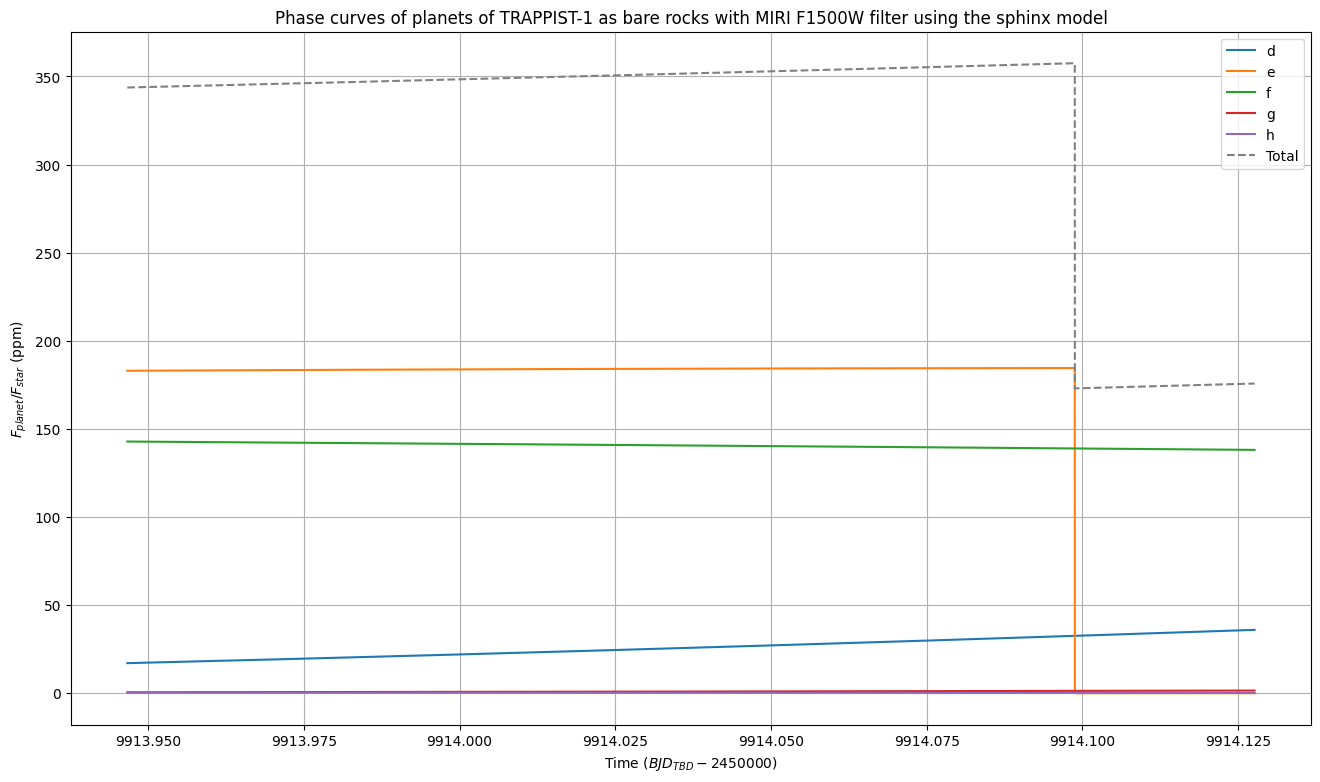 Phase curves of planets of TRAPPIST-1 as bare rocks with MIRI F1500W filter using the sphinx model
d
e
f
g
h
Total
350
300
250
200
150
100
50
0
F_planet/F_star (ppm)
9913.950 9913.975 9914.000 9914.025 9914.050 9914.075 9914.100 9914.125
Time (BJD_TBD − 2450000)